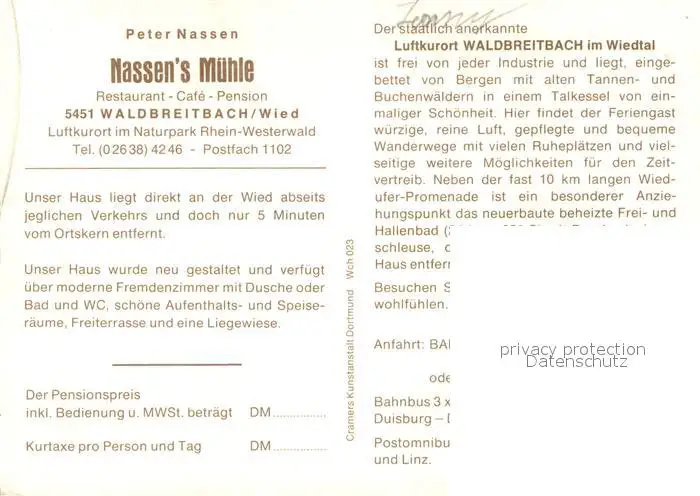 Peter Nassen
Nassen's Mühle
Restaurant - Café - Pension
5451 WALDBREITBACH/Wied
Luftkurort im Naturpark Rhein-Westerwald
Tel. (02638) 4246 - Postfach 1102
Unser Haus liegt direkt an der Wied abseits
jeglichen Verkehrs und doch nur 5 Minuten
vom Ortskern entfernt.
Unser Haus wurde neu gestaltet und verfügt
über moderne Fremdenzimmer mit Dusche oder
Bad und WC, schöne Aufenthalts- und Speise-
räume, Freiterrasse und eine Liegewiese.
Der Pensionspreis
inkl. Bedienung u. MWSt. beträgt DM...............
Kurtaxe pro Person und Tag DM...............
Cramers Kunstanstalt Dortmund Wch 023
Der staatlich anerkannte
Luftkurort WALDBREITBACH im Wiedtal
ist frei von jeder Industrie und liegt, einge-
bettet von Bergen mit alten Tannen- und
Buchenwäldern in einem Talkessel von ein-
maliger Schönheit. Hier findet der Feriengast
würzige, reine Luft, gepflegte und bequeme
Wanderwege mit vielen Ruheplätzen und viel-
seitige weitere Möglichkeiten für den Zeit-
vertreib. Neben der fast 10 km langen Wied-
ufer-Promenade ist ein besonderer Anzie-
hungspunkt das neuerbaute beheizte Frei- und
Hallenbad
schleuse,
Haus
Besuchen S
wohlfühlen.
Anfahrt: BA
Bahnbus 3 x
Duisburg –
Postomnibu
und Linz.
privacy protection
Datenschutz